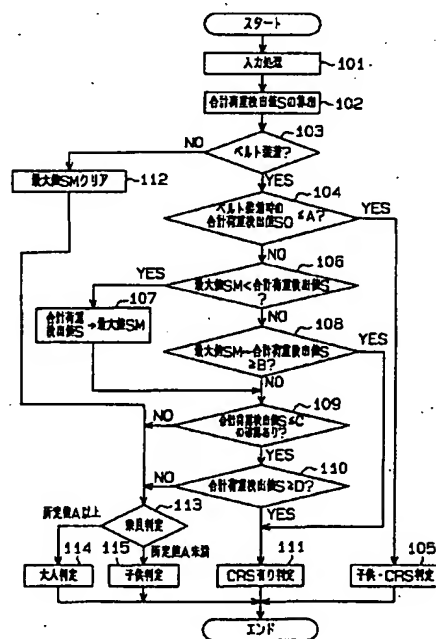 スタート
入力処理
101
合計荷重検出値Sの算出
102
103
ベルト装着?
NO
YES
最大値SMクリア
112
104
ベルト装着時の
合計荷重検出値SO≦A?
YES
NO
106
最大値SM<合計荷重検出値S
?
YES
NO
107
合計荷重
検出値S→最大値SM
108
最大値SM-合計荷重検出値S
≧B?
YES
NO
109
合計荷重検出値S≦C
の履歴あり?
NO
YES
110
合計荷重検出値S≧D?
NO
YES
113
乗員判定
所定値A以上
所定値A未満
114
大人判定
115
子供判定
111
CRS有り判定
105
子供・CRS判定
エンド